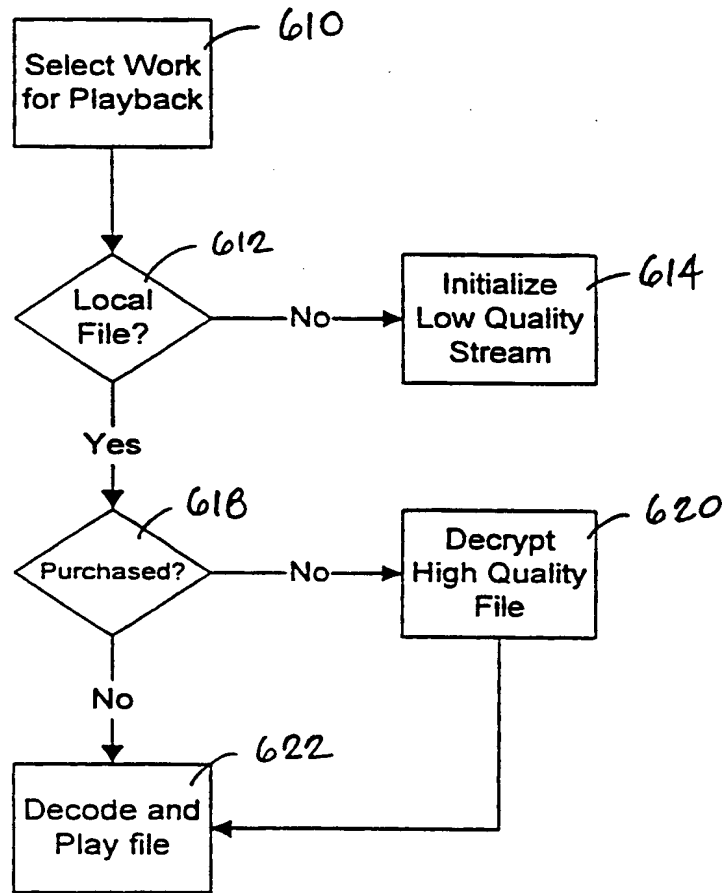 610
Select Work
for Playback
612
Local
File?
No
614
Initialize
Low Quality
Stream
Yes
618
Purchased?
No
620
Decrypt
High Quality
File
No
622
Decode and
Play file